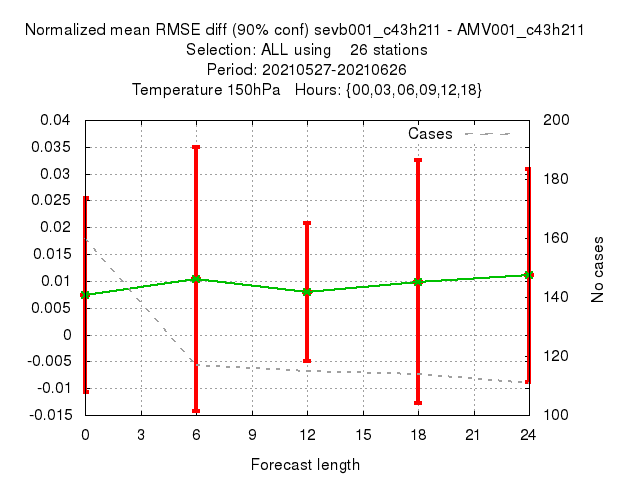 Normalized mean RMSE diff (90% conf) sevb001_c43h211 - AMV001_c43h211
Selection: ALL using    26 stations
Period: 20210527-20210626
Temperature 150hPa   Hours: {00,03,06,09,12,18}
Cases
0.04
0.035
0.03
0.025
0.02
0.015
0.01
0.005
0
-0.005
-0.01
-0.015
200
180
160
140
120
100
No cases
0 3 6 9 12 15 18 21 24
Forecast length